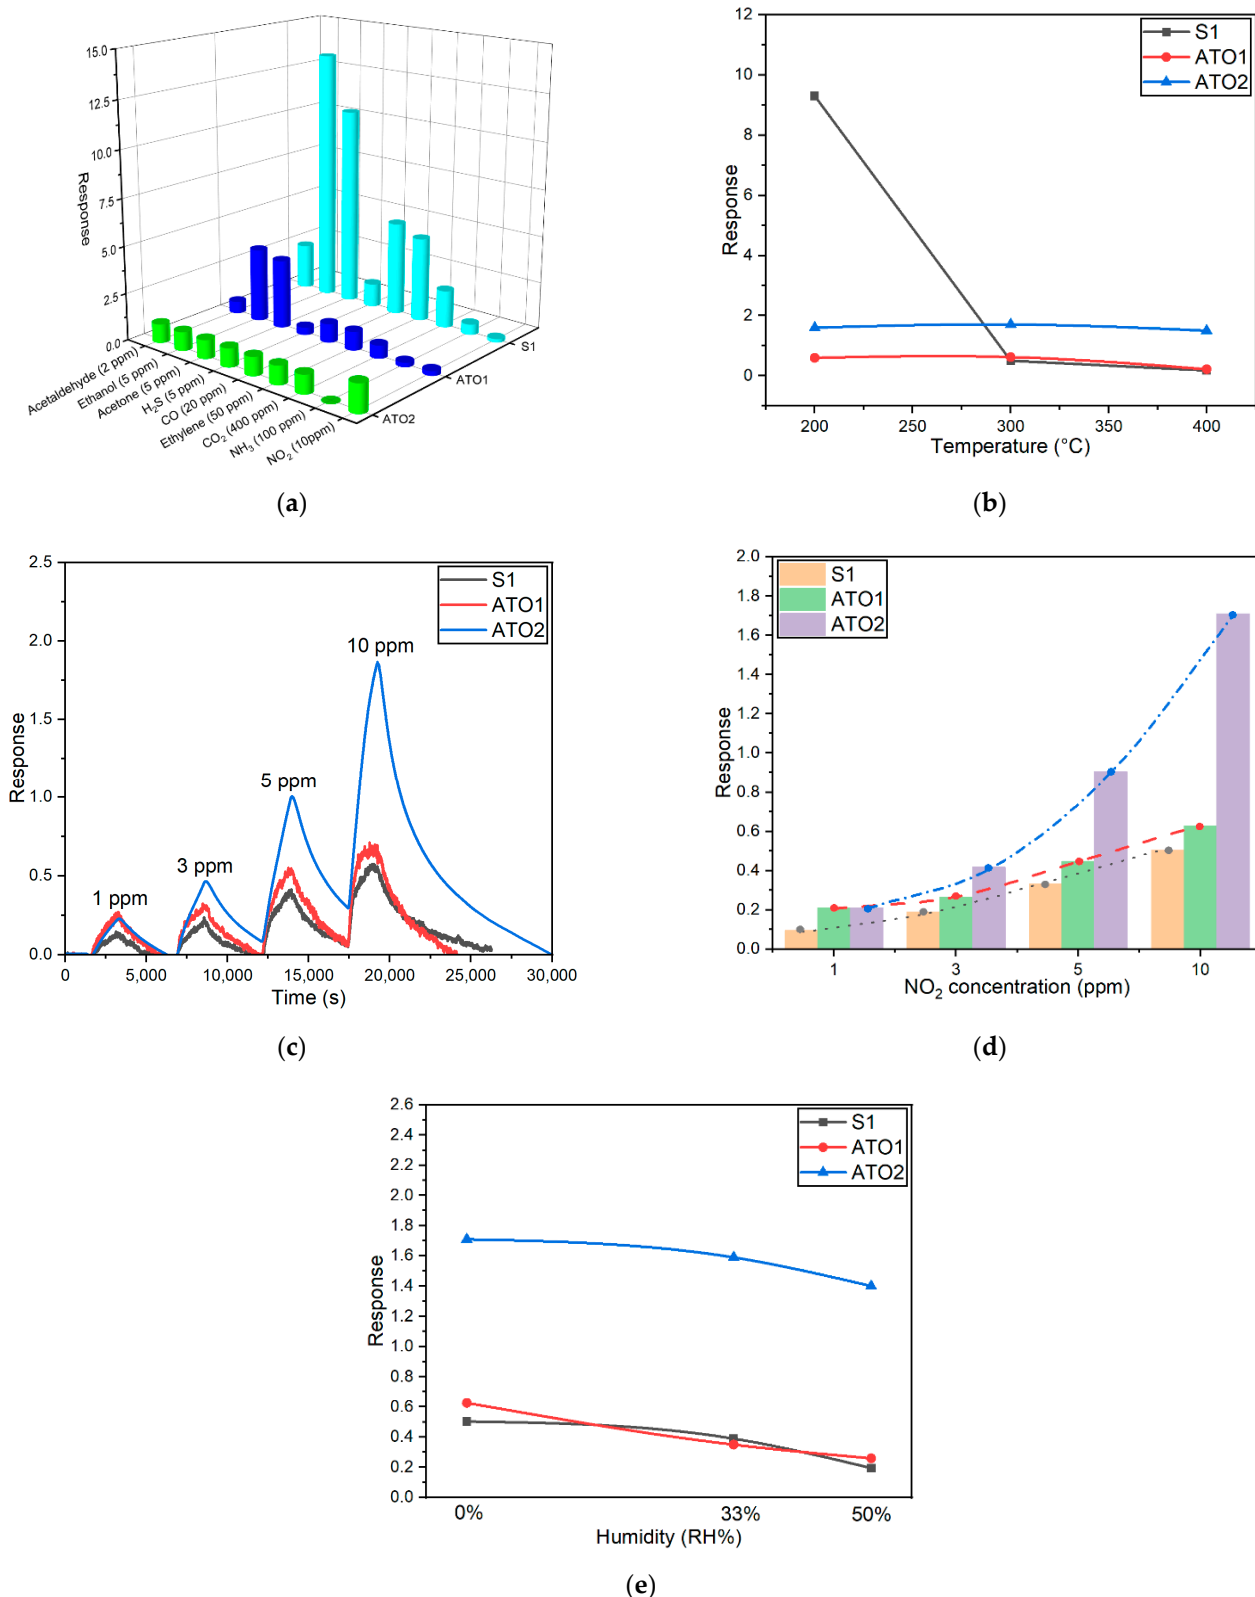 15.0
12.5
10.0
7.5
5.0
2.5
0.0
Response
Acetaldehyde (2 ppm)
Ethanol (5 ppm)
Acetone (5 ppm)
H₂S (5 ppm)
CO (20 ppm)
Ethylene (50 ppm)
CO₂ (400 ppm)
NH₃ (100 ppm)
NO₂ (10ppm)
S1
ATO1
ATO2
(a)
12
10
8
6
4
2
0
Response
S1
ATO1
ATO2
200 250 300 350 400
Temperature (°C)
(b)
2.5
2.0
1.5
1.0
0.5
0.0
Response
S1
ATO1
ATO2
10 ppm
5 ppm
3 ppm
1 ppm
0 5,000 10,000 15,000 20,000 25,000 30,000
Time (s)
(c)
2.0
1.8
1.6
1.4
1.2
1.0
0.8
0.6
0.4
0.2
0.0
Response
S1
ATO1
ATO2
1 3 5 10
NO₂ concentration (ppm)
(d)
2.6
2.4
2.2
2.0
1.8
1.6
1.4
1.2
1.0
0.8
0.6
0.4
0.2
0.0
Response
S1
ATO1
ATO2
0% 33% 50%
Humidity (RH%)
(e)